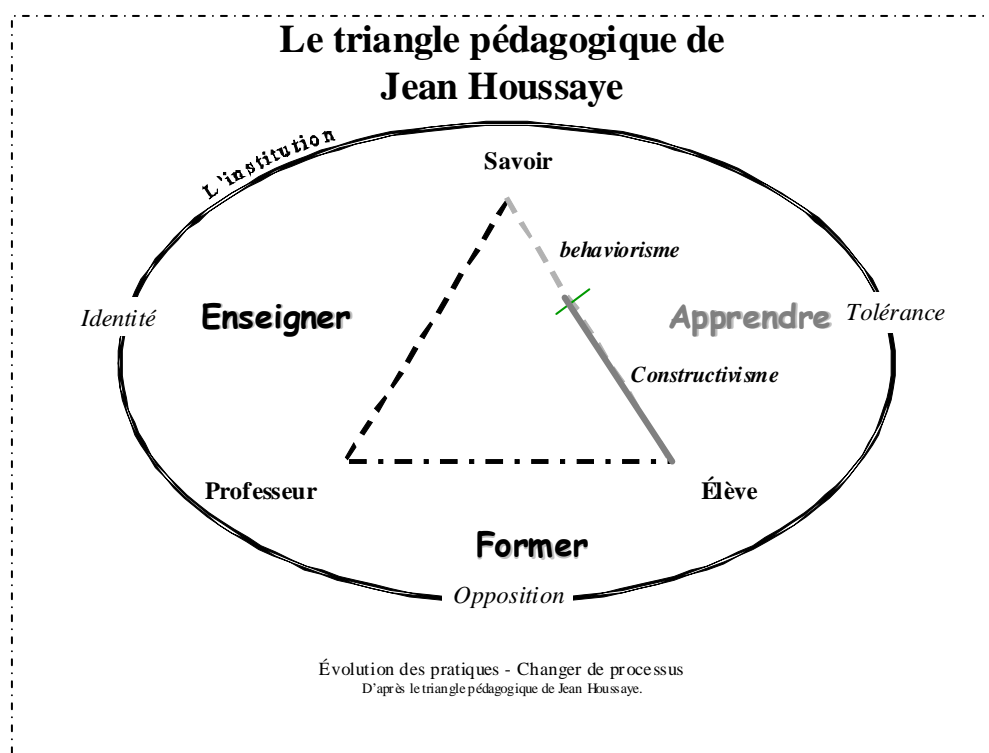 Le triangle pédagogique de
Jean Houssaye
L'institution
Savoir
behaviorisme
Identité
Enseigner
Apprendre
Tolérance
Constructivisme
Professeur
Élève
Former
Opposition
Évolution des pratiques - Changer de processus
D'après le triangle pédagogique de Jean Houssaye.